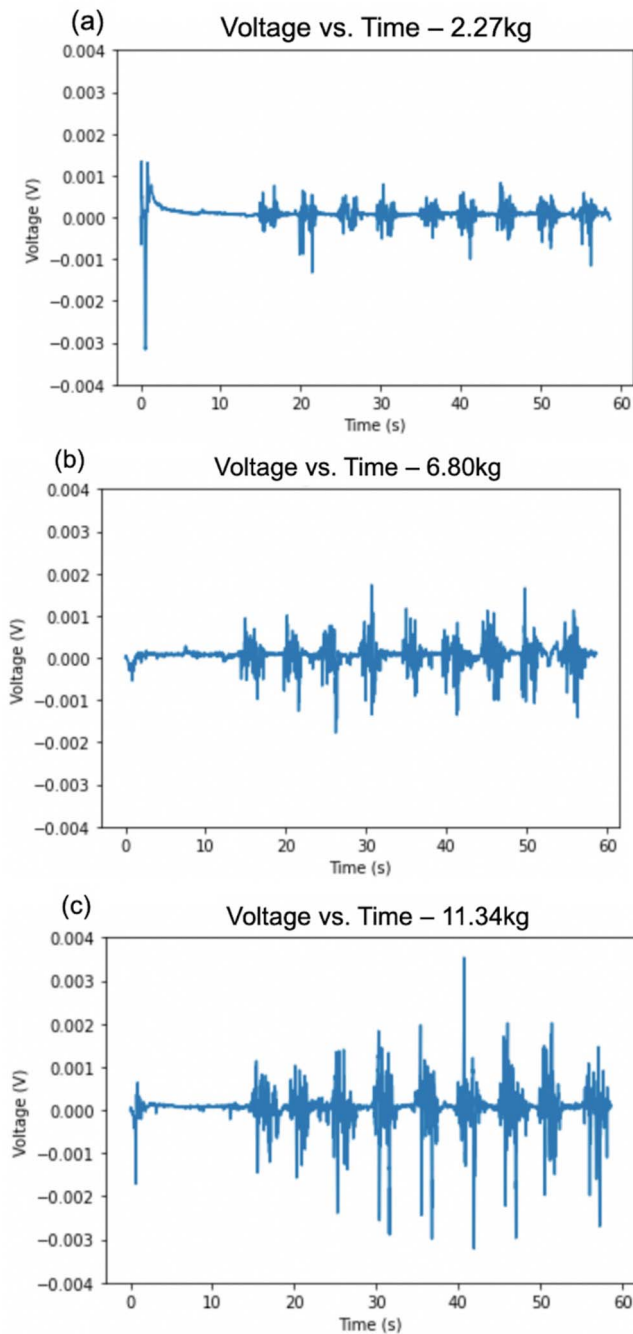 (a)
Voltage vs. Time – 2.27kg
0.004
0.003
0.002
0.001
0.000
−0.001
−0.002
−0.003
−0.004
Voltage (V)
0 10 20 30 40 50 60
Time (s)
(b)
Voltage vs. Time – 6.80kg
0.004
0.003
0.002
0.001
0.000
−0.001
−0.002
−0.003
−0.004
Voltage (V)
0 10 20 30 40 50 60
Time (s)
(c)
Voltage vs. Time – 11.34kg
0.004
0.003
0.002
0.001
0.000
−0.001
−0.002
−0.003
−0.004
Voltage (V)
0 10 20 30 40 50 60
Time (s)